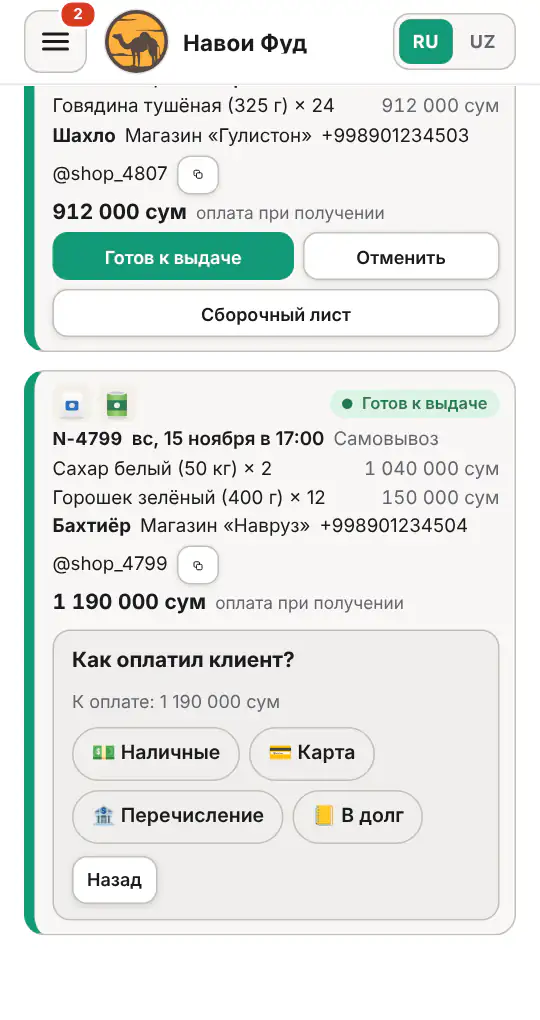 2
Навои Фуд
RU UZ
Говядина тушёная (325 г) × 24 912 000 сум
Шахло Магазин «Гулистон» +998901234503
@shop_4807
912 000 сум оплата при получении
Готов к выдаче Отменить
Сборочный лист
Готов к выдаче
N-4799 вс, 15 ноября в 17:00 Самовывоз
Сахар белый (50 кг) × 2 1 040 000 сум
Горошек зелёный (400 г) × 12 150 000 сум
Бахтиёр Магазин «Навруз» +998901234504
@shop_4799
1 190 000 сум оплата при получении
Как оплатил клиент?
К оплате: 1 190 000 сум
Наличные Карта
Перечисление В долг
Назад